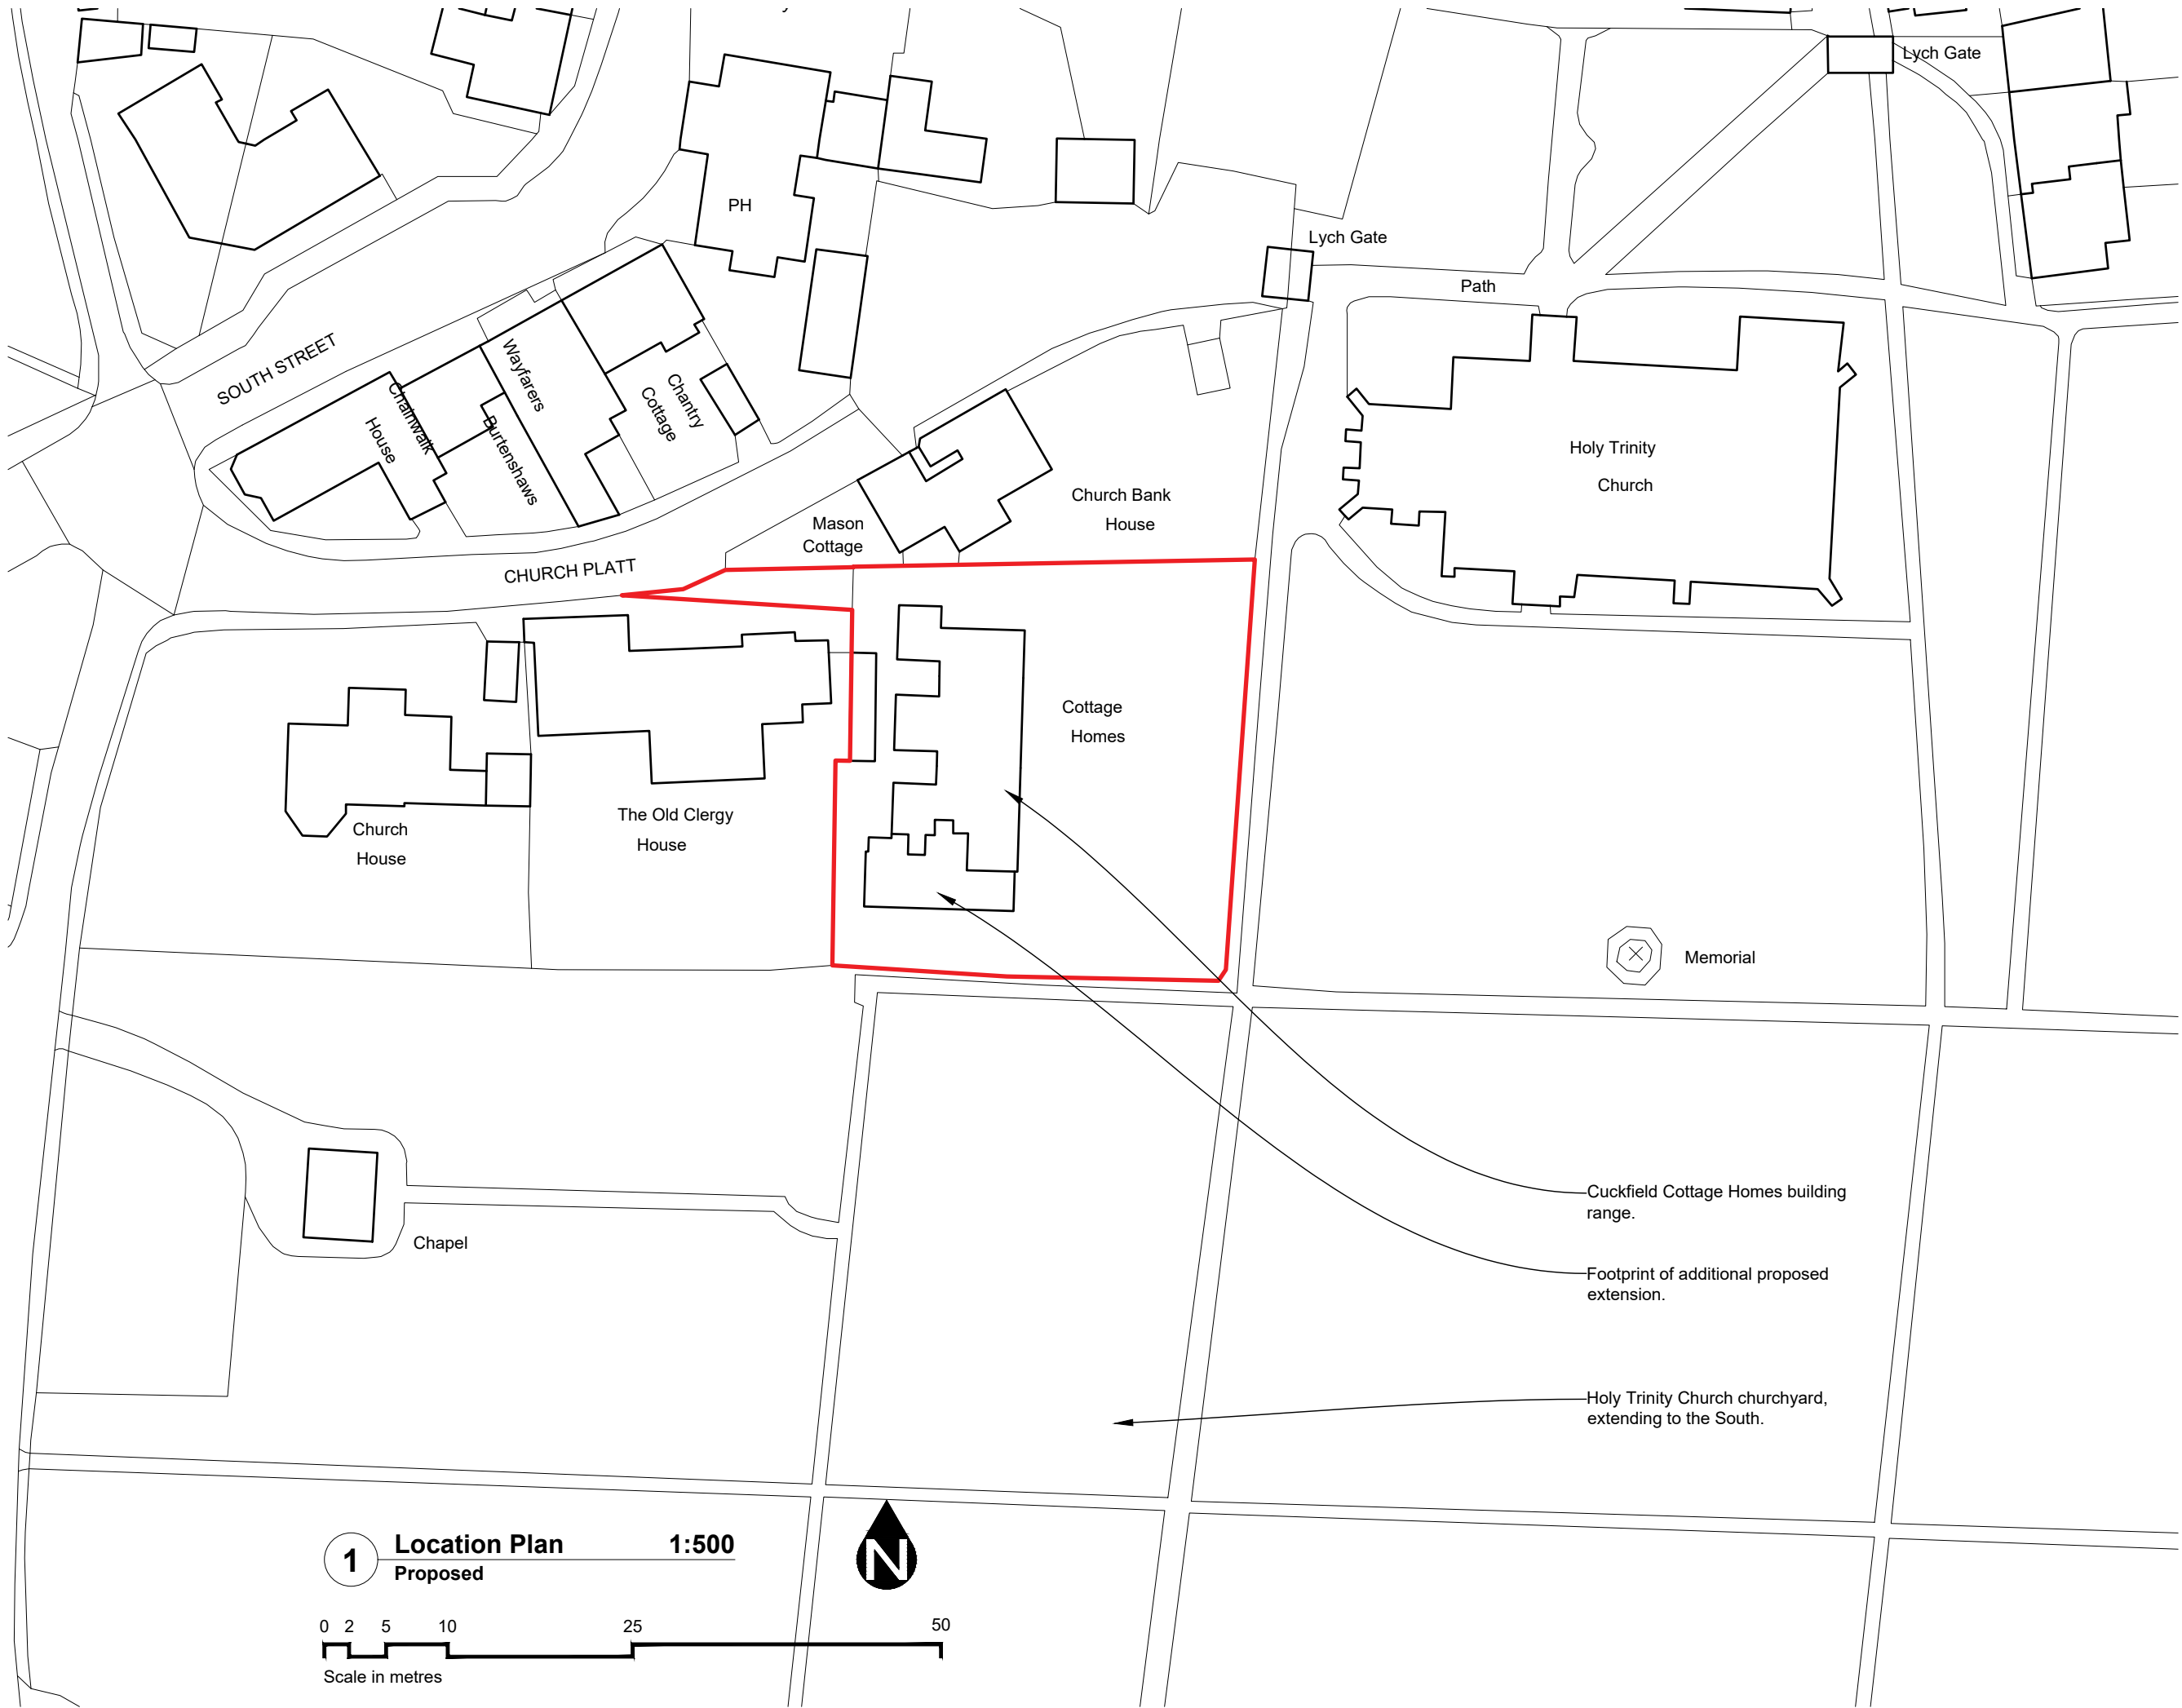 Lych Gate
PH
Lych Gate
Path
SOUTH STREET
Wayfarers
Chantry
Cottage
Chainwalk
House
Burtenshaws
Holy Trinity
Church
Church Bank
House
Mason
Cottage
CHURCH PLATT
Cottage
Homes
The Old Clergy
House
Church
House
Memorial
Cuckfield Cottage Homes building
range.
Chapel
Footprint of additional proposed
extension.
Holy Trinity Church churchyard,
extending to the South.
1
Location Plan 1:500
Proposed
N
0 2 5 10 25 50
Scale in metres